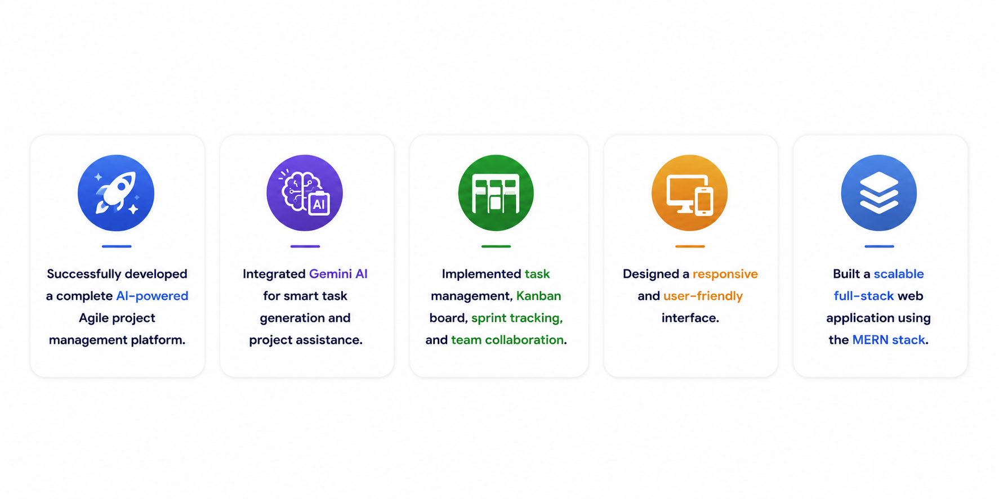 AI
Successfully developed
a complete AI-powered
Agile project
management platform.
Integrated Gemini AI
for smart task
generation and
project assistance.
Implemented task
management, Kanban
board, sprint tracking,
and team collaboration.
Designed a responsive
and user-friendly
interface.
Built a scalable
full-stack web
application using
the MERN stack.